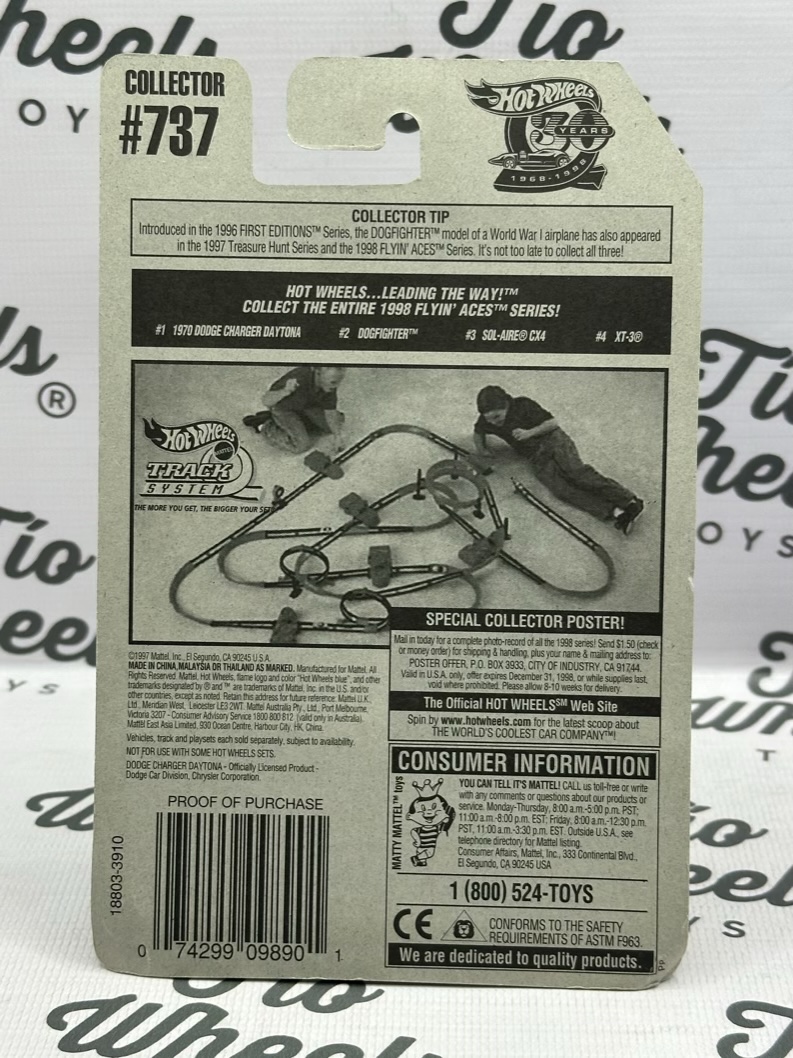 COLLECTOR
#737
Hot Wheels
30
YEARS
1968-1998
COLLECTOR TIP
Introduced in the 1996 FIRST EDITIONS™ Series, the DOGFIGHTER™ model of a World War I airplane has also appeared
in the 1997 Treasure Hunt Series and the 1998 FLYIN' ACES™ Series. It's not too late to collect all three!
HOT WHEELS...LEADING THE WAY!™
COLLECT THE ENTIRE 1998 FLYIN' ACES™ SERIES!
#1 1970 DODGE CHARGER DAYTONA #2 DOGFIGHTER™ #3 SOL-AIRE® CX4 #4 XT-3®
Hot Wheels
MATTEL
TRACK
SYSTEM
THE MORE YOU GET, THE BIGGER YOUR SET
©1997 Mattel, Inc., El Segundo, CA 90245 U.S.A.
MADE IN CHINA, MALAYSIA OR THAILAND AS MARKED. Manufactured for Mattel. All
Rights Reserved. Mattel, Hot Wheels, flame logo and color "Hot Wheels blue", and other
trademarks designated by ® and ™ are trademarks of Mattel, Inc. in the U.S. and/or
other countries, except as noted. Retain this address for future reference: Mattel U.K.,
Ltd., Meridian West, Leicester LE3 2WT. Mattel Australia Pty., Ltd., Port Melbourne,
Victoria 3207 - Consumer Advisory Service 1800 800 812 (valid only in Australia).
Mattel East Asia Limited, 930 Ocean Centre, Harbour City, HK, China.
Vehicles, track and playsets each sold separately, subject to availability.
NOT FOR USE WITH SOME HOT WHEELS SETS.
DODGE CHARGER DAYTONA - Officially Licensed Product -
Dodge Car Division, Chrysler Corporation.
PROOF OF PURCHASE
18803-3910
0 74299 09890 1
SPECIAL COLLECTOR POSTER!
Mail in today for a complete photo-record of all the 1998 series! Send $1.50 (check
or money order) for shipping & handling, plus your name & mailing address to:
POSTER OFFER, P.O. BOX 3933, CITY OF INDUSTRY, CA 91744.
Valid in U.S.A. only, offer expires December 31, 1998, or while supplies last,
void where prohibited. Please allow 8-10 weeks for delivery.
The Official HOT WHEELS℠ Web Site
Spin by www.hotwheels.com for the latest scoop about
THE WORLD'S COOLEST CAR COMPANY™!
CONSUMER INFORMATION
MATTY MATTEL™ toys
YOU CAN TELL IT'S MATTEL! CALL us toll-free or write
with any comments or questions about our products or
service. Monday-Thursday, 8:00 a.m.-5:00 p.m. PST;
11:00 a.m.-8:00 p.m. EST; Friday, 8:00 a.m.-12:30 p.m.
PST, 11:00 a.m.-3:30 p.m. EST. Outside U.S.A., see
telephone directory for Mattel listing.
Consumer Affairs, Mattel, Inc., 333 Continental Blvd.,
El Segundo, CA 90245 USA
1 (800) 524-TOYS
CE
CONFORMS TO THE SAFETY
REQUIREMENTS OF ASTM F963.
We are dedicated to quality products.
PP
Tío
Wheels
TOYS
®